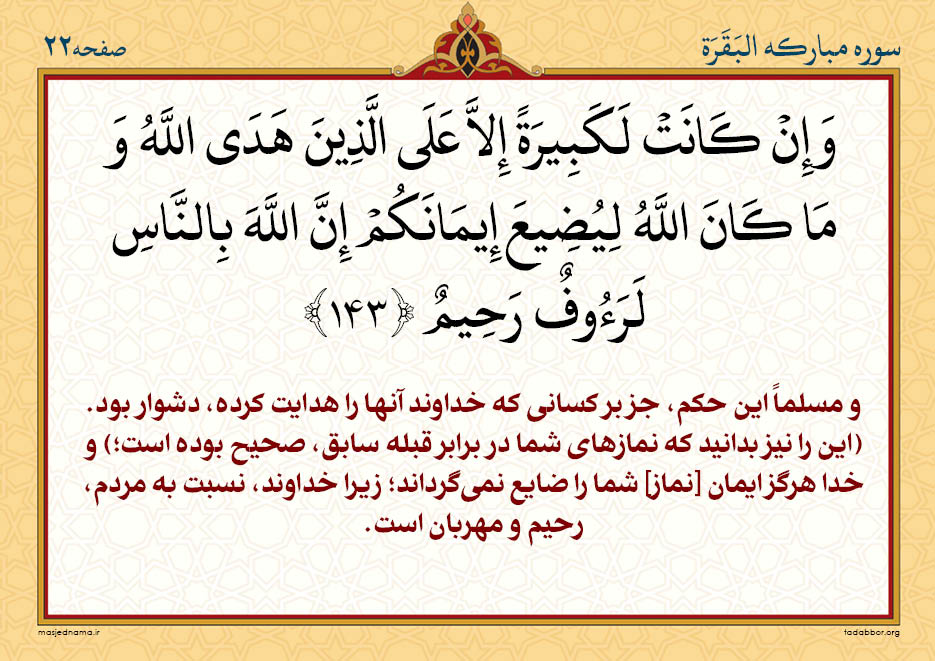 سوره مبارکه البَقَرَة
صفحه۲۲
وَإِنْ كَانَتْ لَكَبِيرَةً إِلاَّ عَلَى الَّذِينَ هَدَى اللَّهُ وَ
مَا كَانَ اللَّهُ لِيُضِيعَ إِيمَانَكُمْ إِنَّ اللَّهَ بِالنَّاسِ
لَرَءُوفٌ رَحِيمٌ ﴿۱۴۳﴾
و مسلماً این حکم، جز بر کسانی که خداوند آنها را هدایت کرده، دشوار بود.
(این را نیز بدانید که نمازهای شما در برابر قبله سابق، صحیح بوده است؛) و
خدا هرگز ایمان [نماز] شما را ضایع نمی‌گرداند؛ زیرا خداوند، نسبت به مردم،
رحیم و مهربان است.
masjednama.ir
tadabbor.org